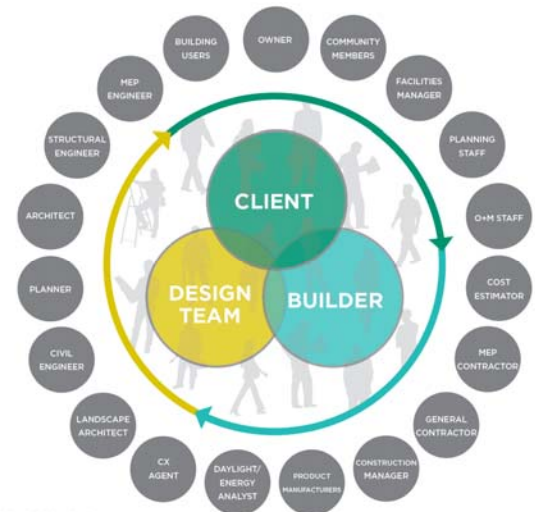 OWNER
COMMUNITY
MEMBERS
FACILITIES
MANAGER
PLANNING
STAFF
O+M STAFF
COST
ESTIMATOR
MEP
CONTRACTOR
GENERAL
CONTRACTOR
CONSTRUCTION
MANAGER
PRODUCT
MANUFACTURERS
DAYLIGHT/
ENERGY
ANALYST
CX
AGENT
LANDSCAPE
ARCHITECT
CIVIL
ENGINEER
PLANNER
ARCHITECT
STRUCTURAL
ENGINEER
MEP
ENGINEER
BUILDING
USERS
CLIENT
DESIGN
TEAM
BUILDER